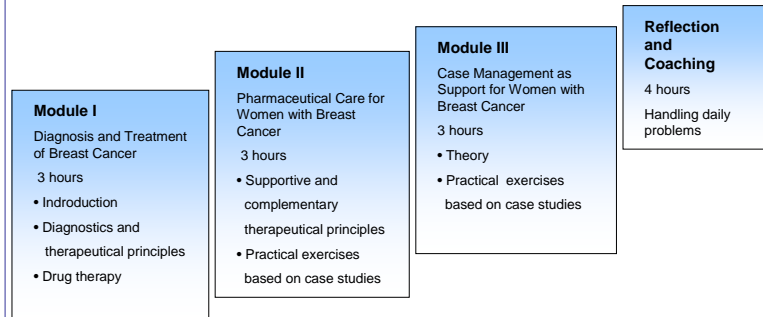 Module I
Diagnosis and Treatment
of Breast Cancer
3 hours
• Indroduction
• Diagnostics and
therapeutical principles
• Drug therapy
Module II
Pharmaceutical Care for
Women with Breast
Cancer
3 hours
• Supportive and
complementary
therapeutical principles
• Practical exercises
based on case studies
Module III
Case Management as
Support for Women with
Breast Cancer
3 hours
• Theory
• Practical exercises
based on case studies
Reflection
and
Coaching
4 hours
Handling daily
problems